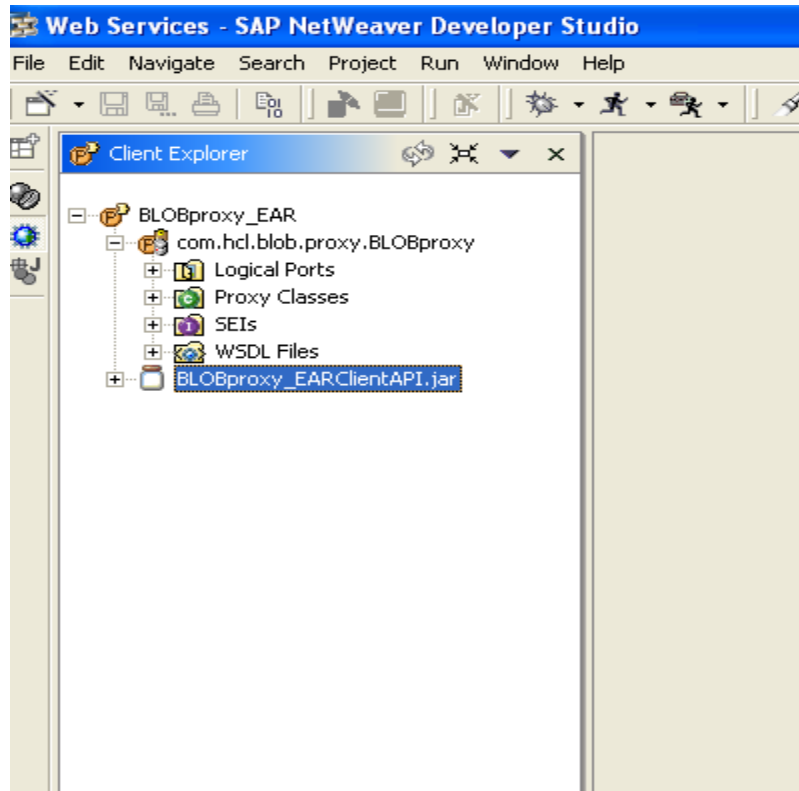 Web Services - SAP NetWeaver Developer Studio
File Edit Navigate Search Project Run Window Help
Client Explorer
BLOBproxy_EAR
com.hcl.blob.proxy.BLOBproxy
Logical Ports
Proxy Classes
SEIs
WSDL Files
BLOBproxy_EARClientAPI.jar